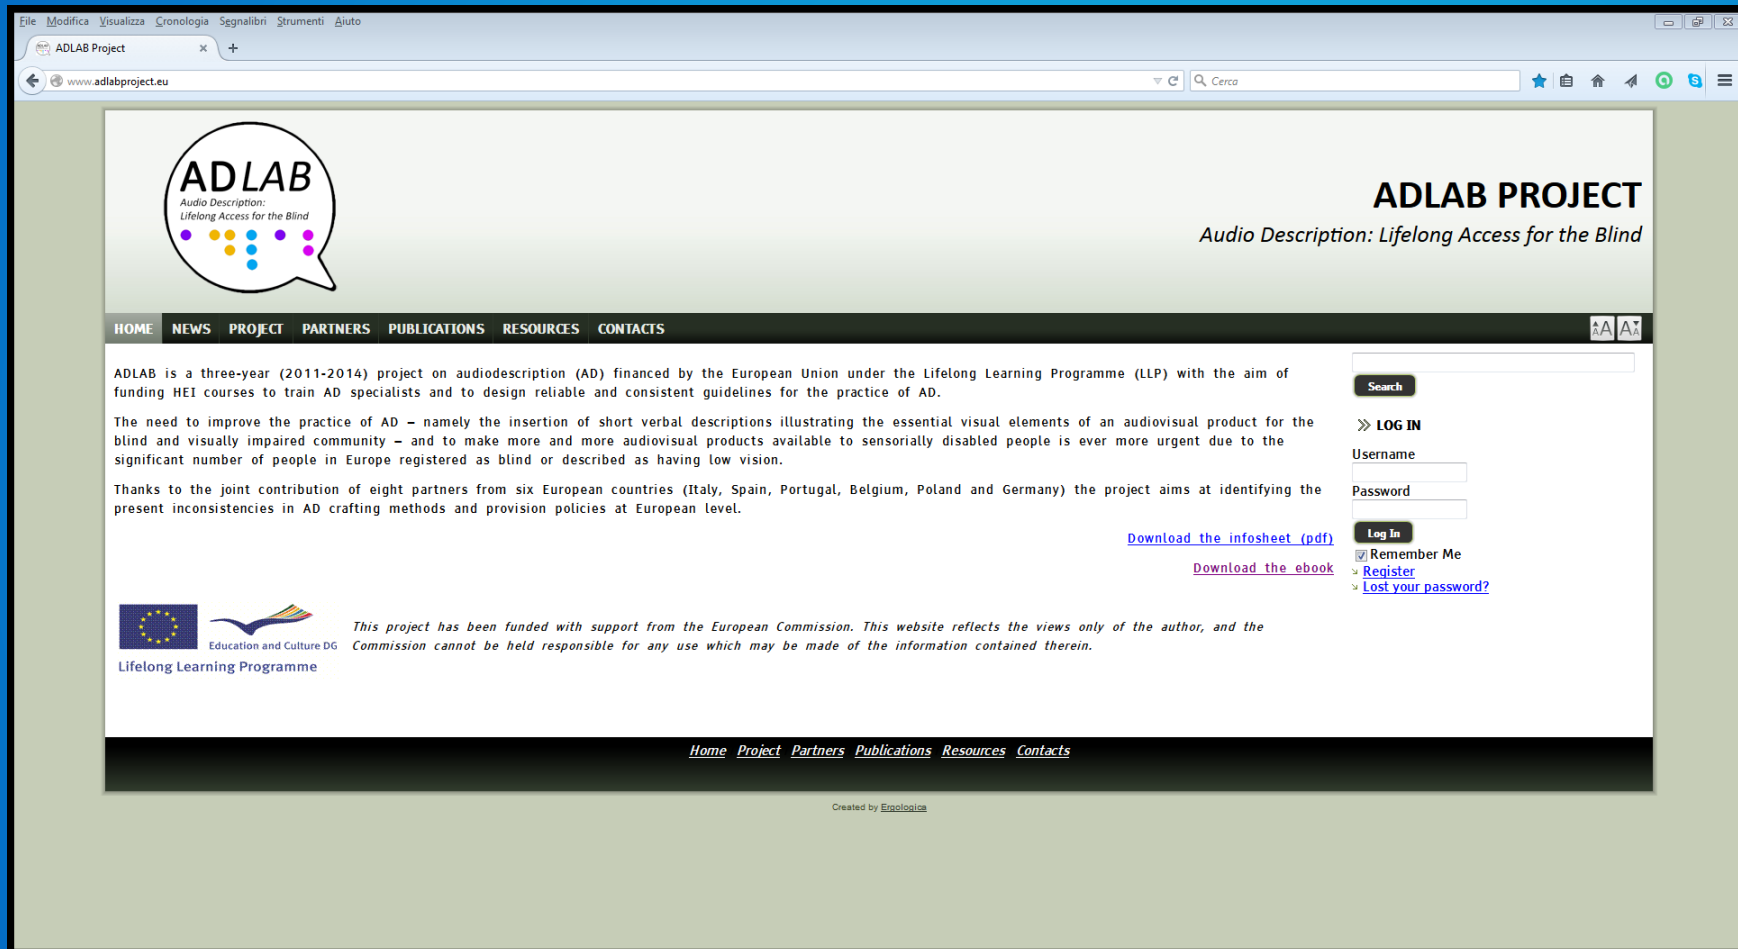 File Modifica Visualizza Cronologia Segnalibri Strumenti Aiuto
ADLAB Project
www.adlabproject.eu
Cerca
ADLAB
Audio Description:
Lifelong Access for the Blind
ADLAB PROJECT
Audio Description: Lifelong Access for the Blind
HOME NEWS PROJECT PARTNERS PUBLICATIONS RESOURCES CONTACTS
AA AA
ADLAB is a three-year (2011-2014) project on audiodescription (AD) financed by the European Union under the Lifelong Learning Programme (LLP) with the aim of
funding HEI courses to train AD specialists and to design reliable and consistent guidelines for the practice of AD.
The need to improve the practice of AD – namely the insertion of short verbal descriptions illustrating the essential visual elements of an audiovisual product for the
blind and visually impaired community – and to make more and more audiovisual products available to sensorially disabled people is ever more urgent due to the
significant number of people in Europe registered as blind or described as having low vision.
Thanks to the joint contribution of eight partners from six European countries (Italy, Spain, Portugal, Belgium, Poland and Germany) the project aims at identifying the
present inconsistencies in AD crafting methods and provision policies at European level.
Download the infosheet (pdf)
Download the ebook
Search
LOG IN
Username
Password
Log In
Remember Me
Register
Lost your password?
Education and Culture DG
Lifelong Learning Programme
This project has been funded with support from the European Commission. This website reflects the views only of the author, and the
Commission cannot be held responsible for any use which may be made of the information contained therein.
Home Project Partners Publications Resources Contacts
Created by Ergologica